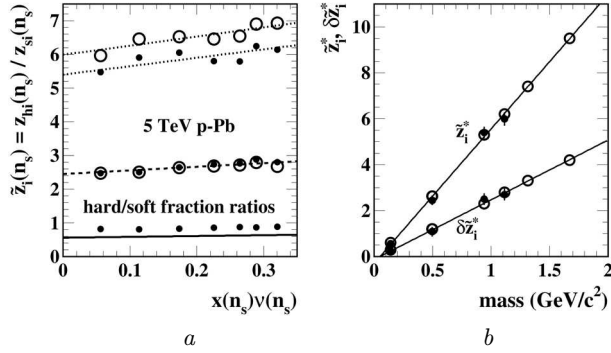 z̃ᵢ(nₛ) = z_hi(nₛ) / z_si(nₛ)
7
6
5
4
3
2
1
0
5 TeV p-Pb
hard/soft fraction ratios
0
0.1
0.2
0.3
x(nₛ)ν(nₛ)
a
z̃ᵢ*, δz̃ᵢ*
10
8
6
4
2
0
z̃ᵢ*
δz̃ᵢ*
0
0.5
1
1.5
2
mass (GeV/c²)
b